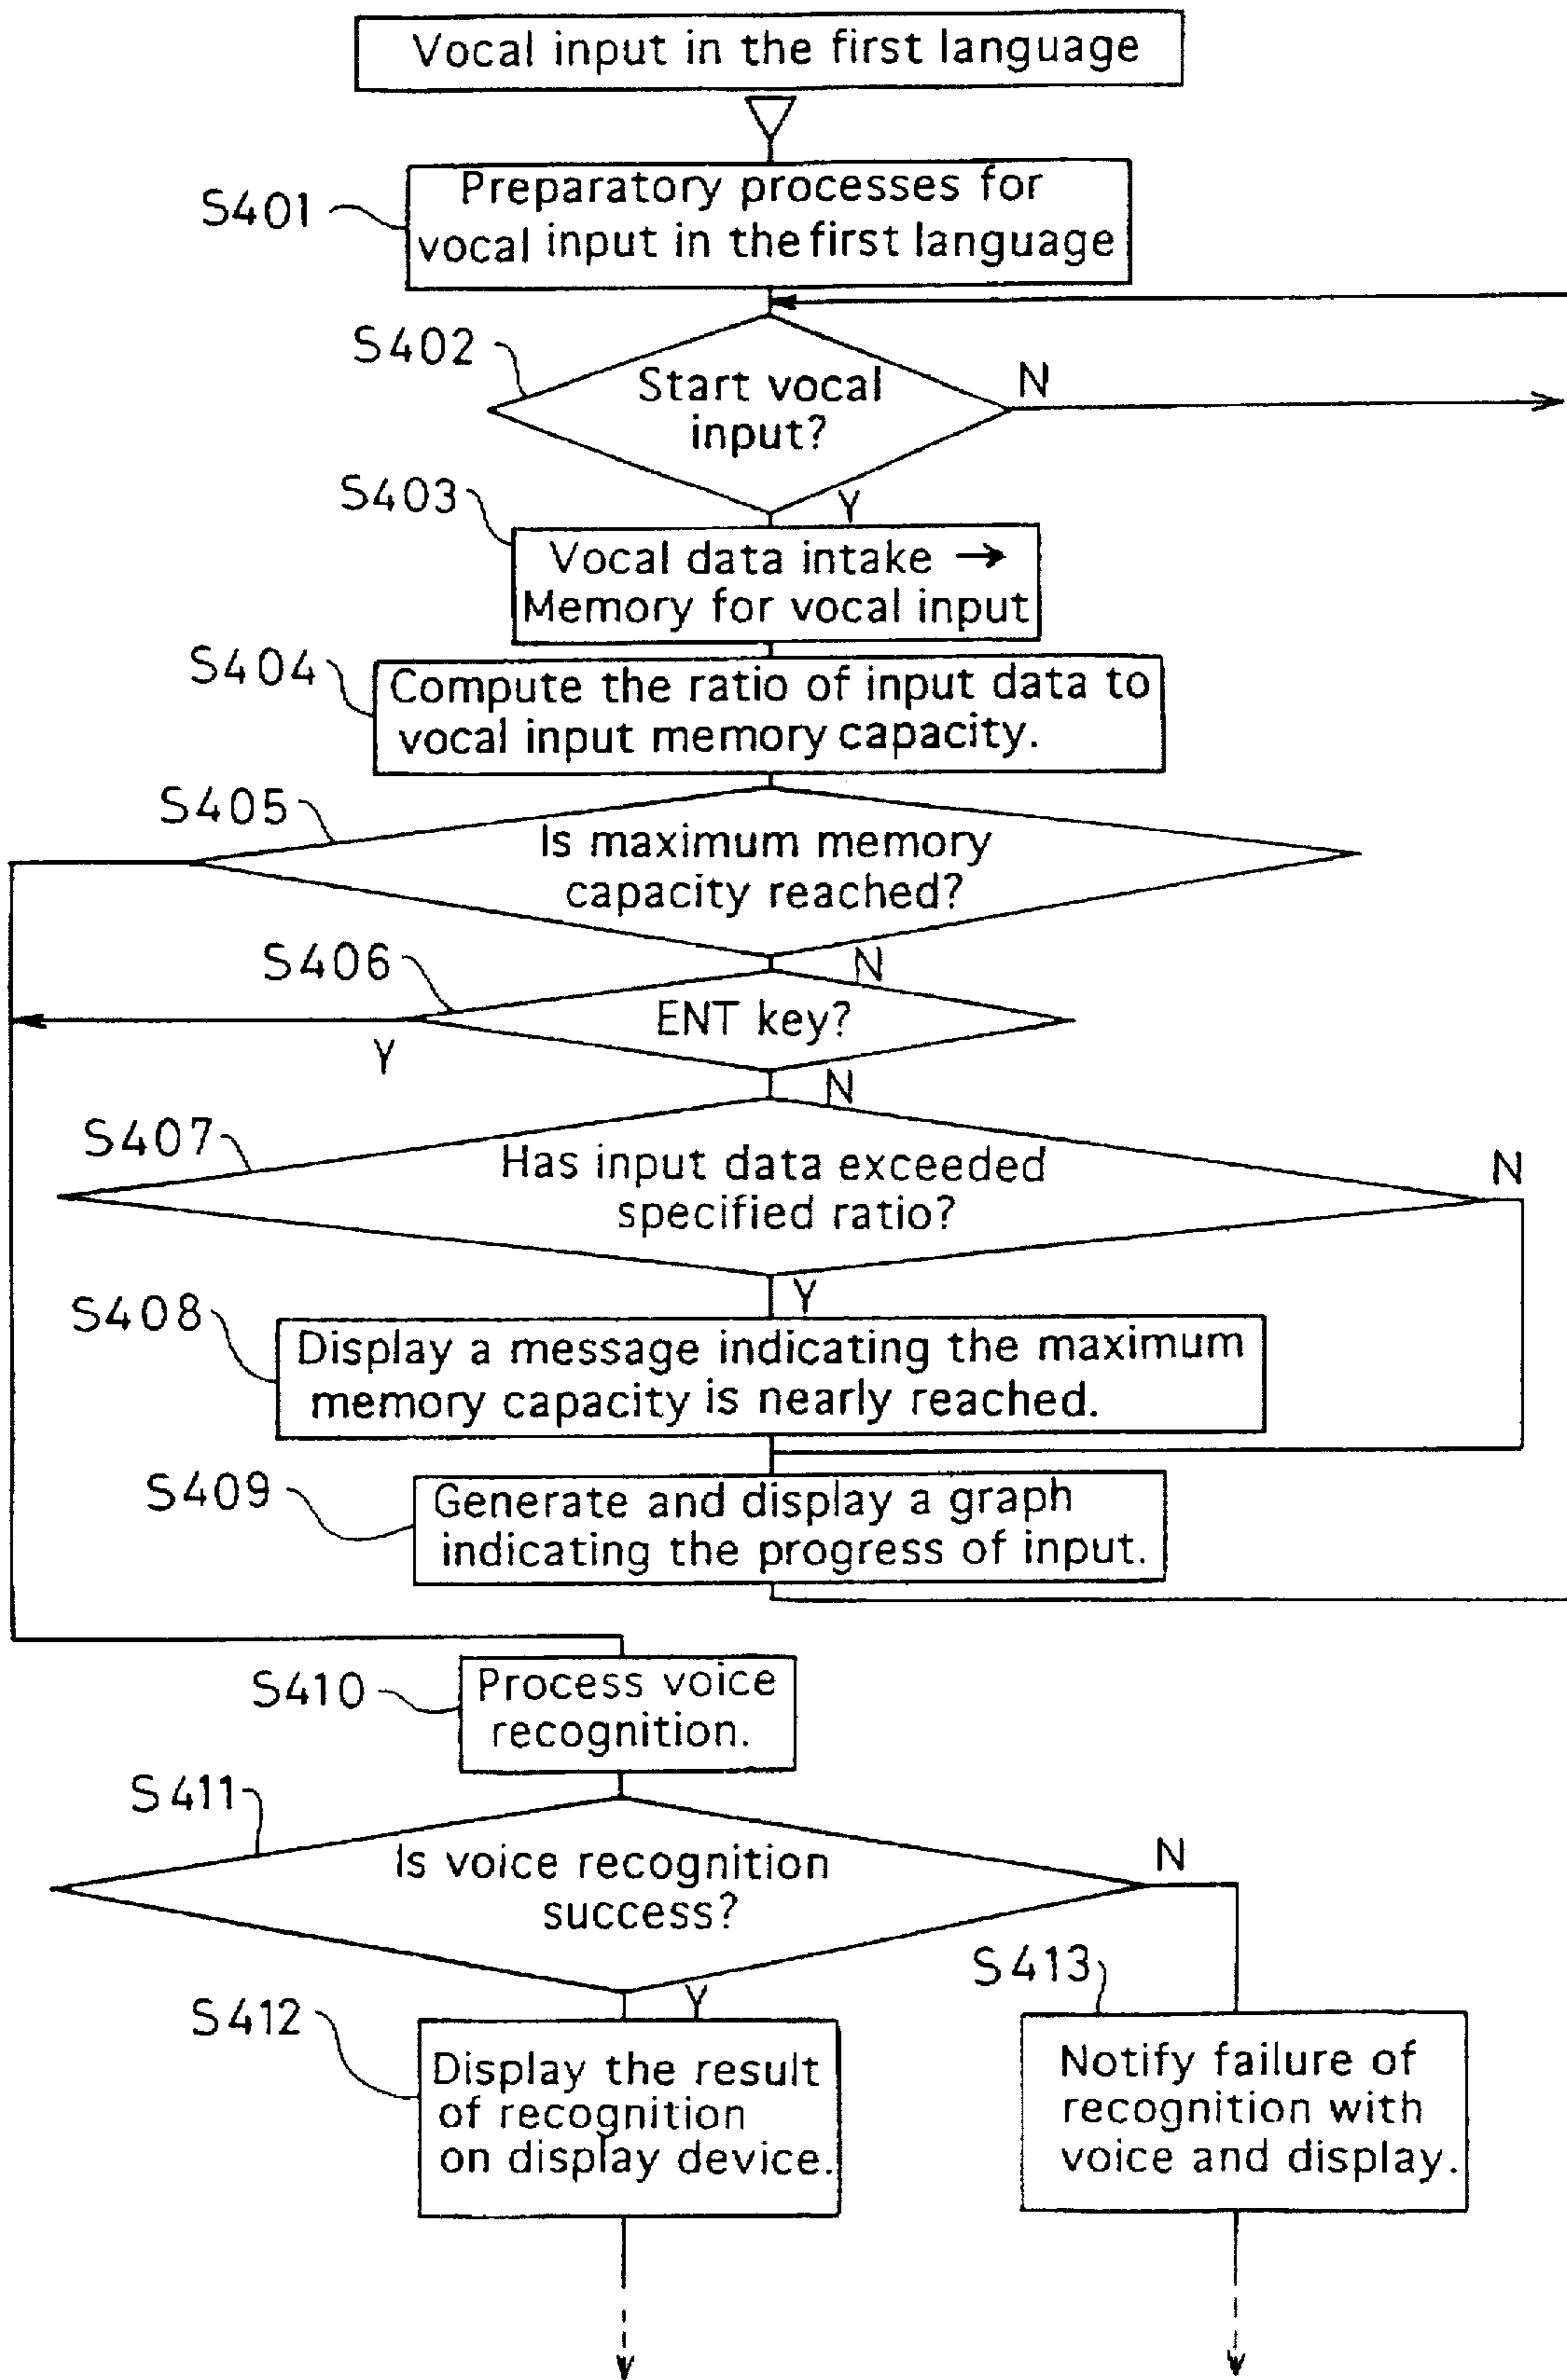 Vocal input in the first language
S401
Preparatory processes for
vocal input in the first language
S402
Start vocal
input?
N
Y
S403
Vocal data intake →
Memory for vocal input
S404
Compute the ratio of input data to
vocal input memory capacity.
S405
Is maximum memory
capacity reached?
N
S406
ENT key?
Y
N
S407
Has input data exceeded
specified ratio?
N
Y
S408
Display a message indicating the maximum
memory capacity is nearly reached.
S409
Generate and display a graph
indicating the progress of input.
S410
Process voice
recognition.
S411
Is voice recognition
success?
N
Y
S412
Display the result
of recognition
on display device.
S413
Notify failure of
recognition with
voice and display.